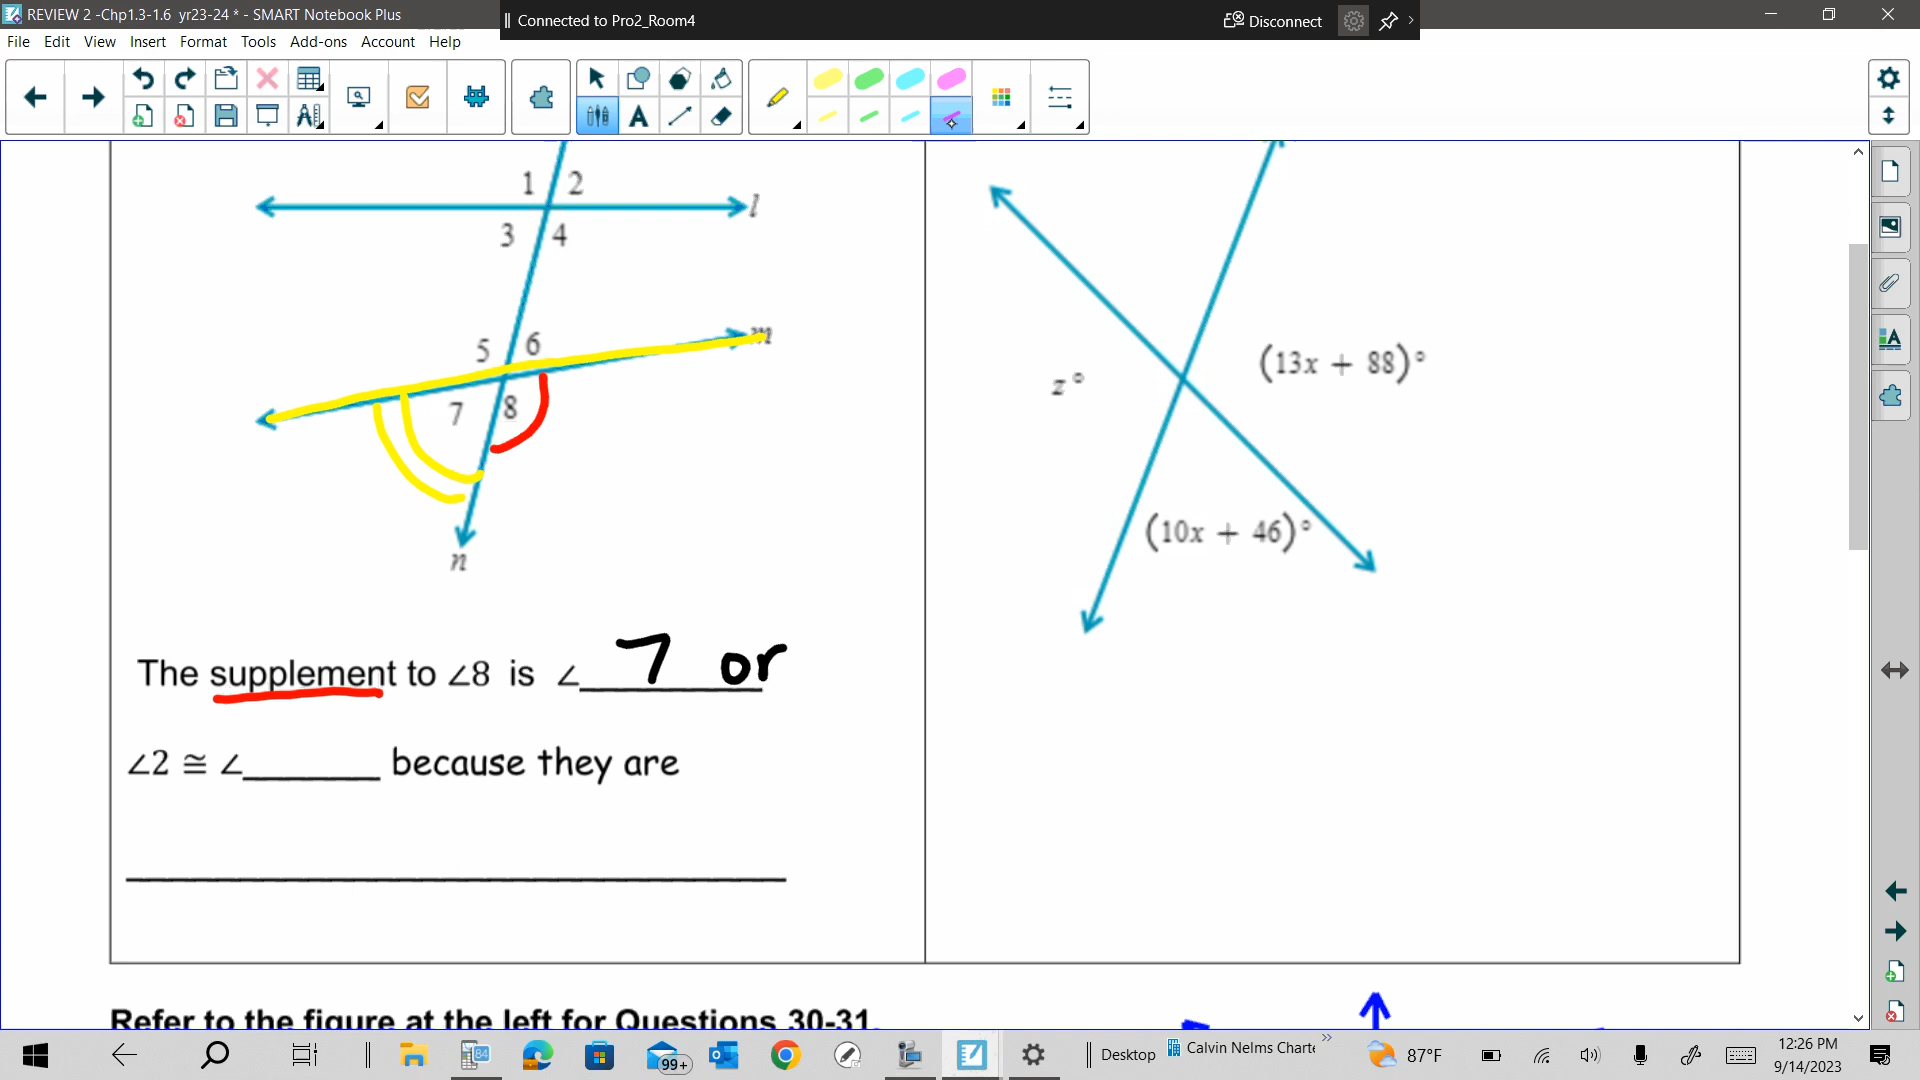 REVIEW 2 -Chp1.3-1.6 yr23-24 * - SMART Notebook Plus
Connected to Pro2_Room4
Disconnect
File Edit View Insert Format Tools Add-ons Account Help
1 2
l
3 4
5 6
m
7 8
n
z°
(13x + 88)°
(10x + 46)°
The supplement to ∠8 is ∠ 7 or
∠2 ≅ ∠_______ because they are
Refer to the figure at the left for Questions 30-31.
84
99+
Desktop
Calvin Nelms Charte
87°F
12:26 PM
9/14/2023